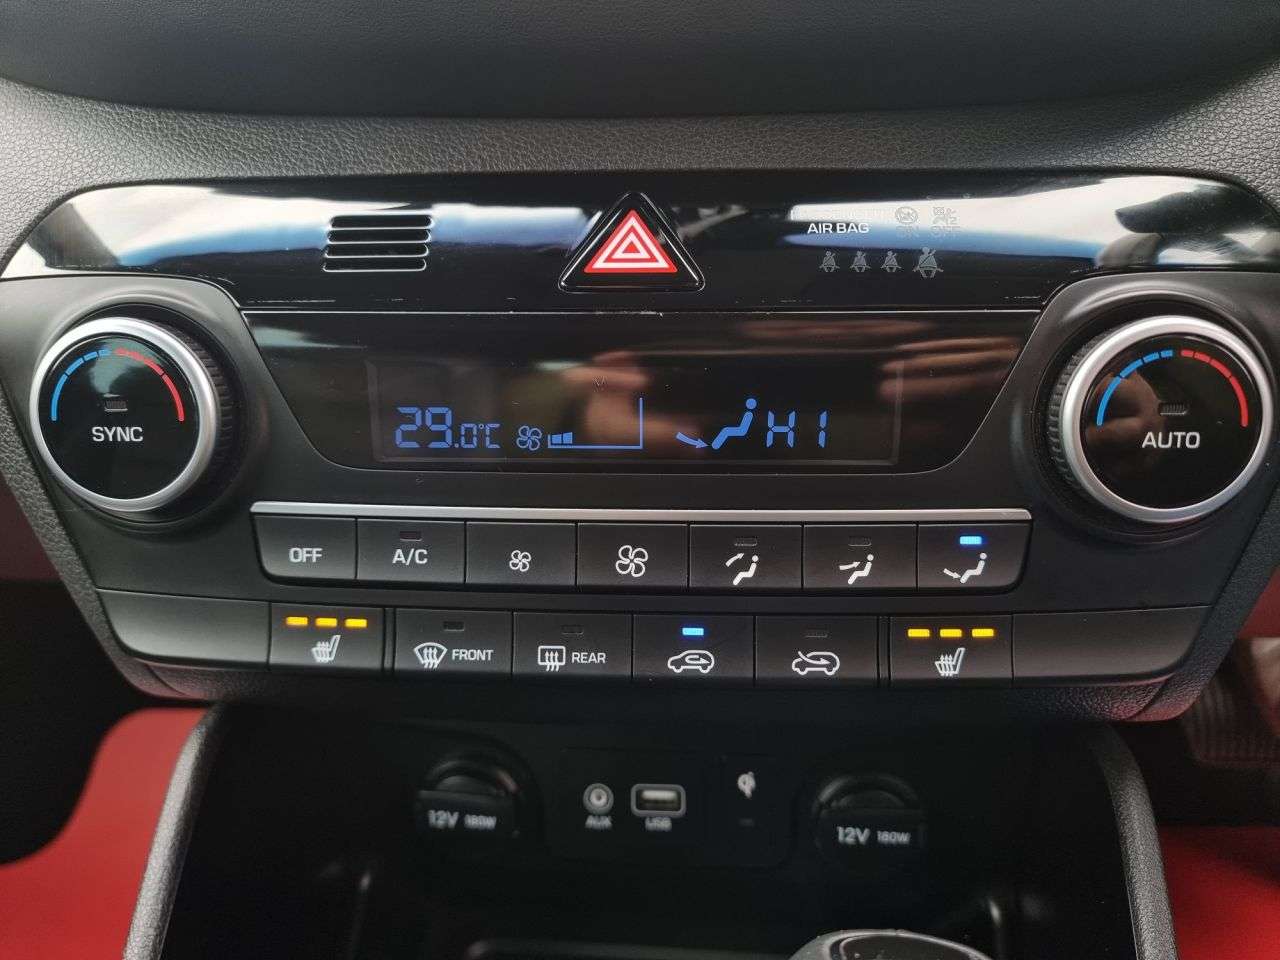 AIR BAG
SYNC
29.0°C
HI
AUTO
OFF
A/C
FRONT
REAR
12V 180W
AUX
USB
12V 180W